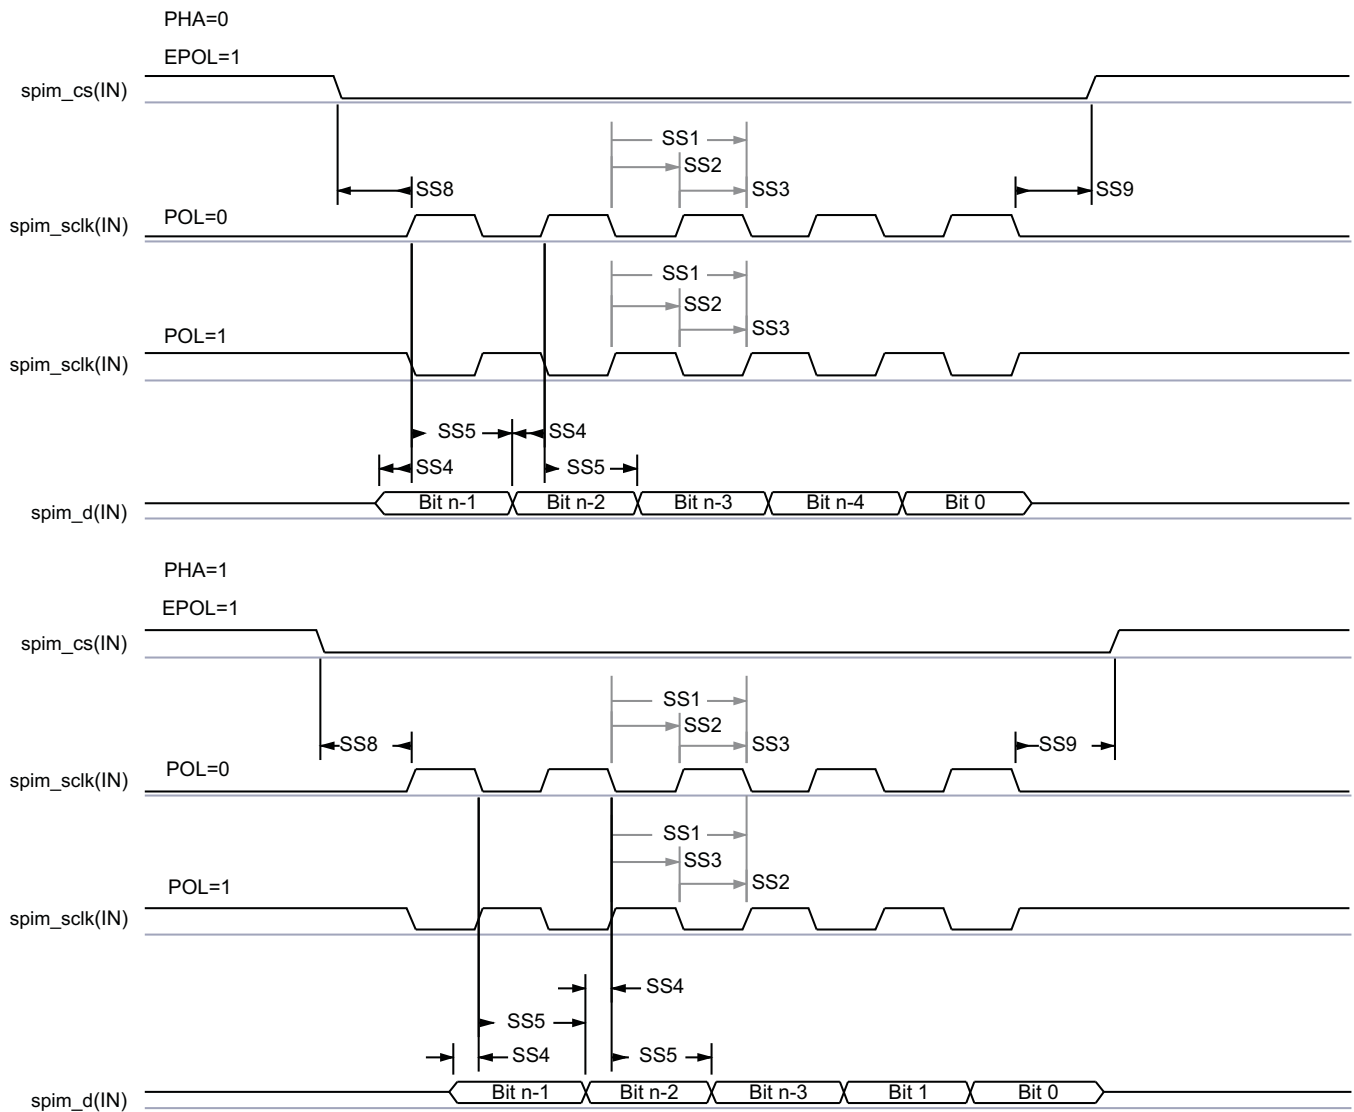 PHA=0
EPOL=1
spim_cs(IN)
SS1
SS2
SS8
SS3
SS9
POL=0
spim_sclk(IN)
SS1
SS2
SS3
POL=1
spim_sclk(IN)
SS5
SS4
SS4
SS5
spim_d(IN)
Bit n-1
Bit n-2
Bit n-3
Bit n-4
Bit 0
PHA=1
EPOL=1
spim_cs(IN)
SS1
SS2
SS8
SS3
SS9
POL=0
spim_sclk(IN)
SS1
SS3
SS2
POL=1
spim_sclk(IN)
SS4
SS5
SS4
SS5
spim_d(IN)
Bit n-1
Bit n-2
Bit n-3
Bit 1
Bit 0